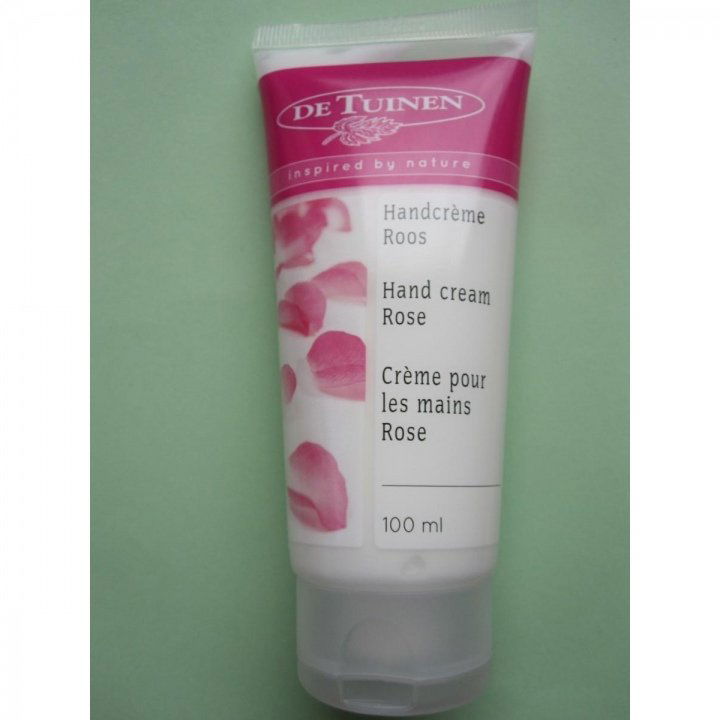 DE TUINEN
inspired by nature
Handcrème
Roos
Hand cream
Rose
Crème pour
les mains
Rose
100 ml